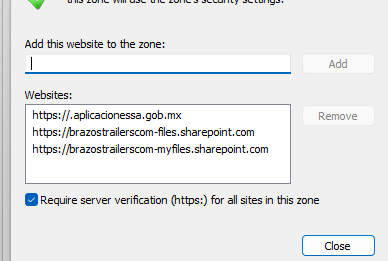 this zone will use the zone's security settings.
Add this website to the zone:
Add
Websites:
https://.aplicacionessa.gob.mx
https://brazostrailerscom-files.sharepoint.com
https://brazostrailerscom-myfiles.sharepoint.com
Remove
Require server verification (https:) for all sites in this zone
Close